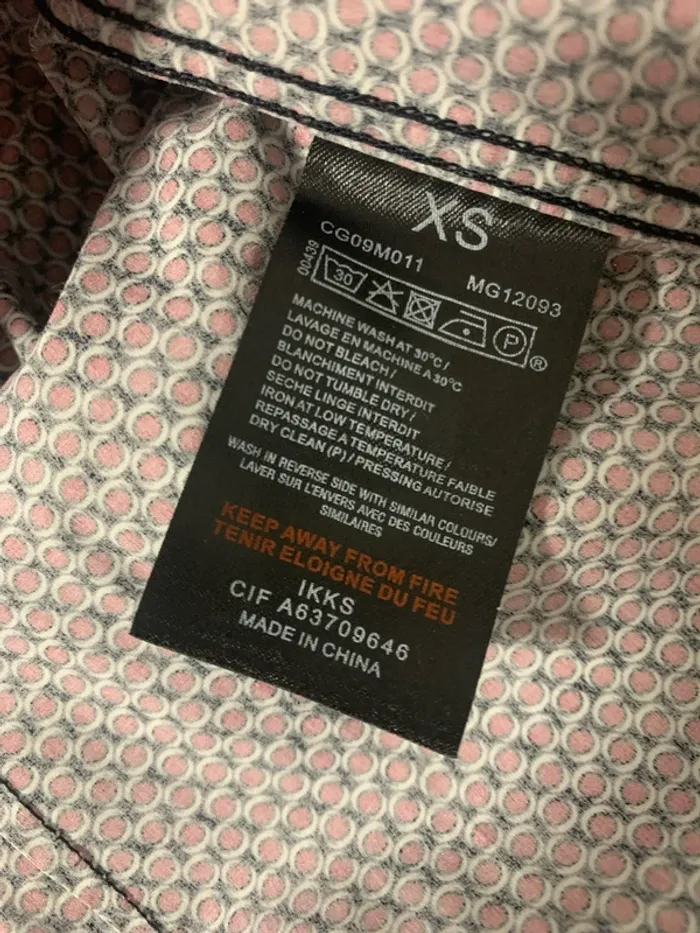 XS
CG09M011 MG12093
00439
30 P ®
MACHINE WASH AT 30°C/
LAVAGE EN MACHINE A 30°C
DO NOT BLEACH/
BLANCHIMENT INTERDIT
DO NOT TUMBLE DRY/
SECHE LINGE INTERDIT
IRON AT LOW TEMPERATURE/
REPASSAGE A TEMPERATURE FAIBLE
DRY CLEAN (P) / PRESSING AUTORISE
WASH IN REVERSE SIDE WITH SIMILAR COLOURS/
LAVER SUR L'ENVERS AVEC DES COULEURS
SIMILAIRES
KEEP AWAY FROM FIRE
TENIR ELOIGNE DU FEU
IKKS
CIF A63709646
MADE IN CHINA